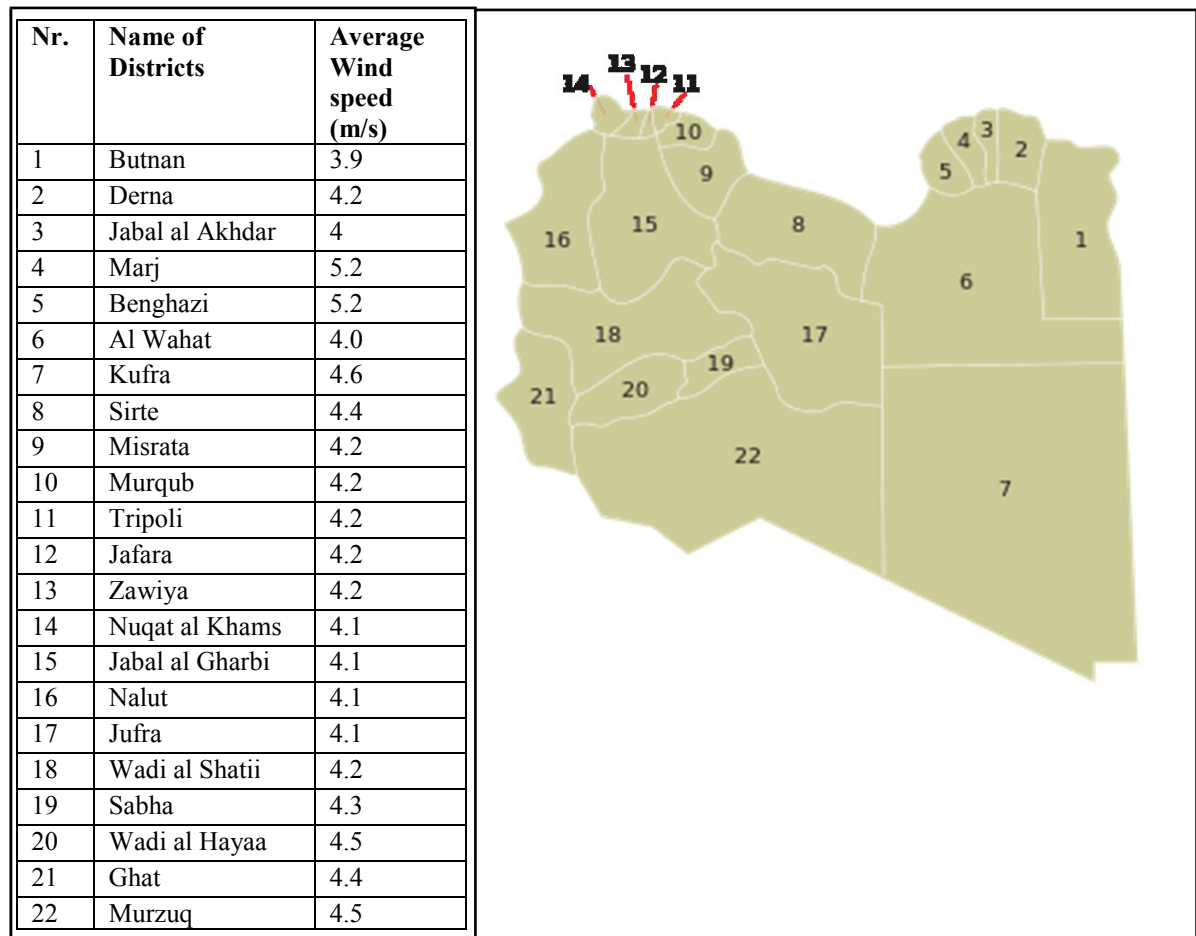 Nr. Name of Districts Average Wind speed (m/s)
1 Butnan 3.9
2 Derna 4.2
3 Jabal al Akhdar 4
4 Marj 5.2
5 Benghazi 5.2
6 Al Wahat 4.0
7 Kufra 4.6
8 Sirte 4.4
9 Misrata 4.2
10 Murqub 4.2
11 Tripoli 4.2
12 Jafara 4.2
13 Zawiya 4.2
14 Nuqat al Khams 4.1
15 Jabal al Gharbi 4.1
16 Nalut 4.1
17 Jufra 4.1
18 Wadi al Shatii 4.2
19 Sabha 4.3
20 Wadi al Hayaa 4.5
21 Ghat 4.4
22 Murzuq 4.5
14 13 12 11
10
3
4 2
5
9
15 8
16 1
6
18 17
19
20
21
22
7